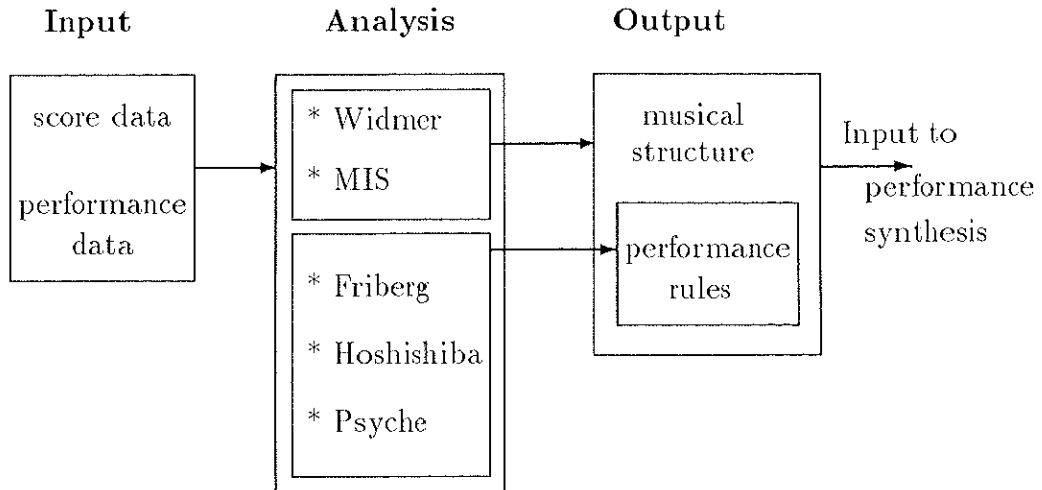 Input
Analysis
Output
score data
performance
data
* Widmer
* MIS
* Friberg
* Hoshishiba
* Psyche
musical
structure
performance
rules
Input to
performance
synthesis